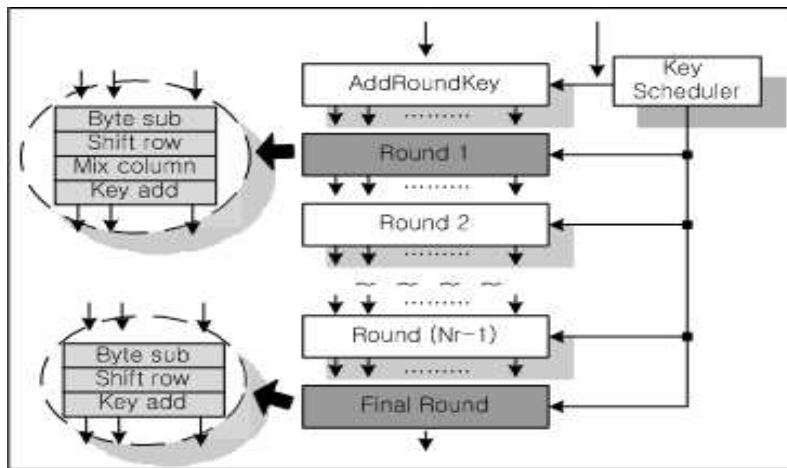 AddRoundKey
Key
Scheduler
Byte sub
Shift row
Mix column
Key add
Round 1
Round 2
Round (Nr-1)
Byte sub
Shift row
Key add
Final Round